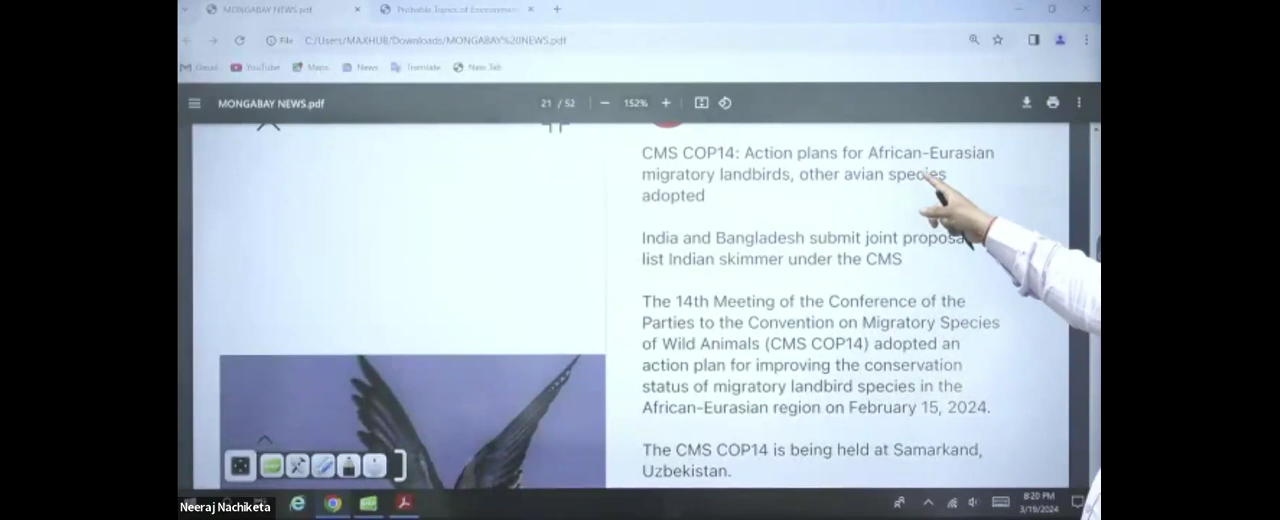 MONGABAY NEWS.pdf
Probable Topics of Environmen
File C:/Users/MAXHUB/Downloads/MONGABAY%20NEWS.pdf
Gmail YouTube Maps News Translate New Tab
MONGABAY NEWS.pdf 21 / 52 152%
CMS COP14: Action plans for African-Eurasian
migratory landbirds, other avian species
adopted
India and Bangladesh submit joint proposa
list Indian skimmer under the CMS
The 14th Meeting of the Conference of the
Parties to the Convention on Migratory Species
of Wild Animals (CMS COP14) adopted an
action plan for improving the conservation
status of migratory landbird species in the
African-Eurasian region on February 15, 2024.
The CMS COP14 is being held at Samarkand,
Uzbekistan.
8:20 PM
3/19/2024
Neeraj Nachiketa